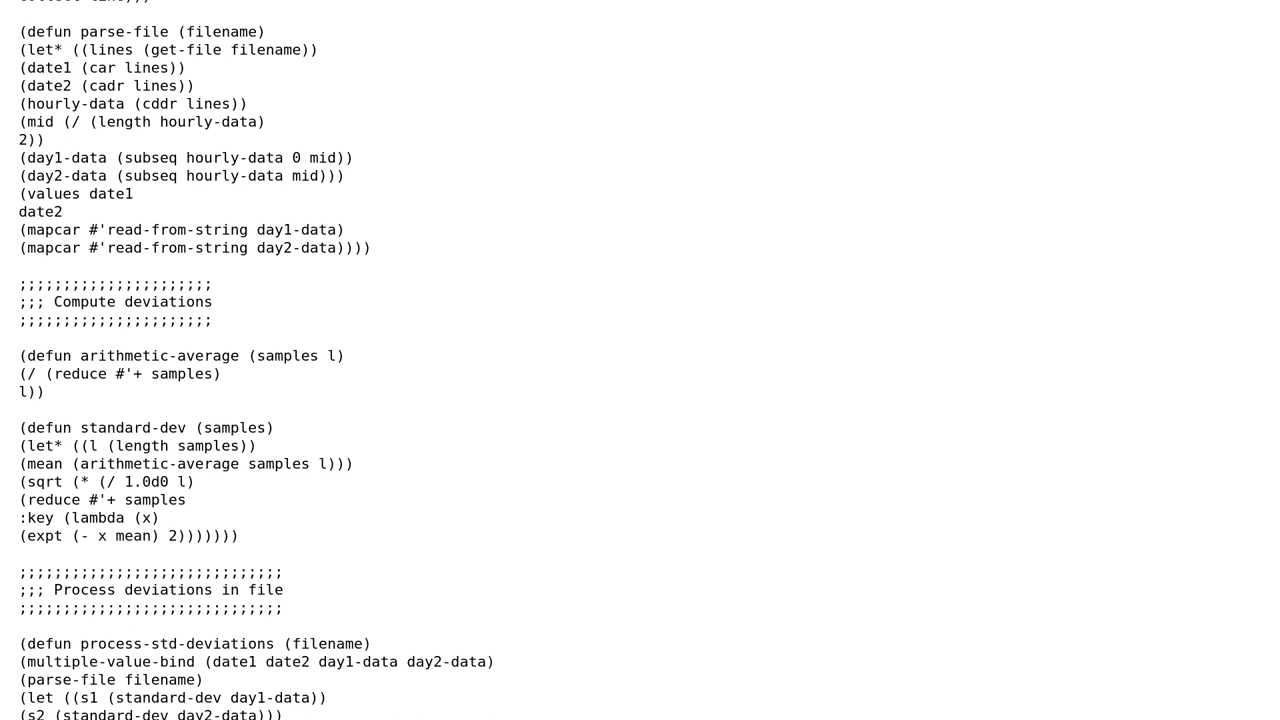 (defun parse-file (filename)
(let* ((lines (get-file filename))
(date1 (car lines))
(date2 (cadr lines))
(hourly-data (cddr lines))
(mid (/ (length hourly-data)
2))
(day1-data (subseq hourly-data 0 mid))
(day2-data (subseq hourly-data mid)))
(values date1
date2
(mapcar #'read-from-string day1-data)
(mapcar #'read-from-string day2-data))))
;;;;;;;;;;;;;;;;;;;;;;
;;; Compute deviations
;;;;;;;;;;;;;;;;;;;;;;
(defun arithmetic-average (samples l)
(/ (reduce #'+ samples)
l))
(defun standard-dev (samples)
(let* ((l (length samples))
(mean (arithmetic-average samples l)))
(sqrt (* (/ 1.0d0 l)
(reduce #'+ samples
:key (lambda (x)
(expt (- x mean) 2)))))))
;;;;;;;;;;;;;;;;;;;;;;;;;;;;;;
;;; Process deviations in file
;;;;;;;;;;;;;;;;;;;;;;;;;;;;;;
(defun process-std-deviations (filename)
(multiple-value-bind (date1 date2 day1-data day2-data)
(parse-file filename)
(let ((s1 (standard-dev day1-data))
(s2 (standard-dev day2-data)))